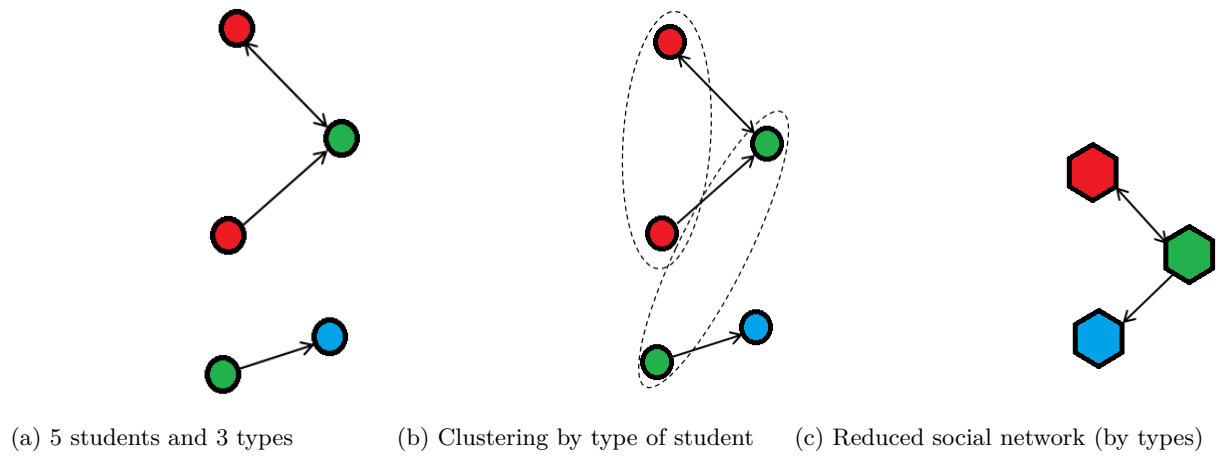 (a) 5 students and 3 types
(b) Clustering by type of student
(c) Reduced social network (by types)